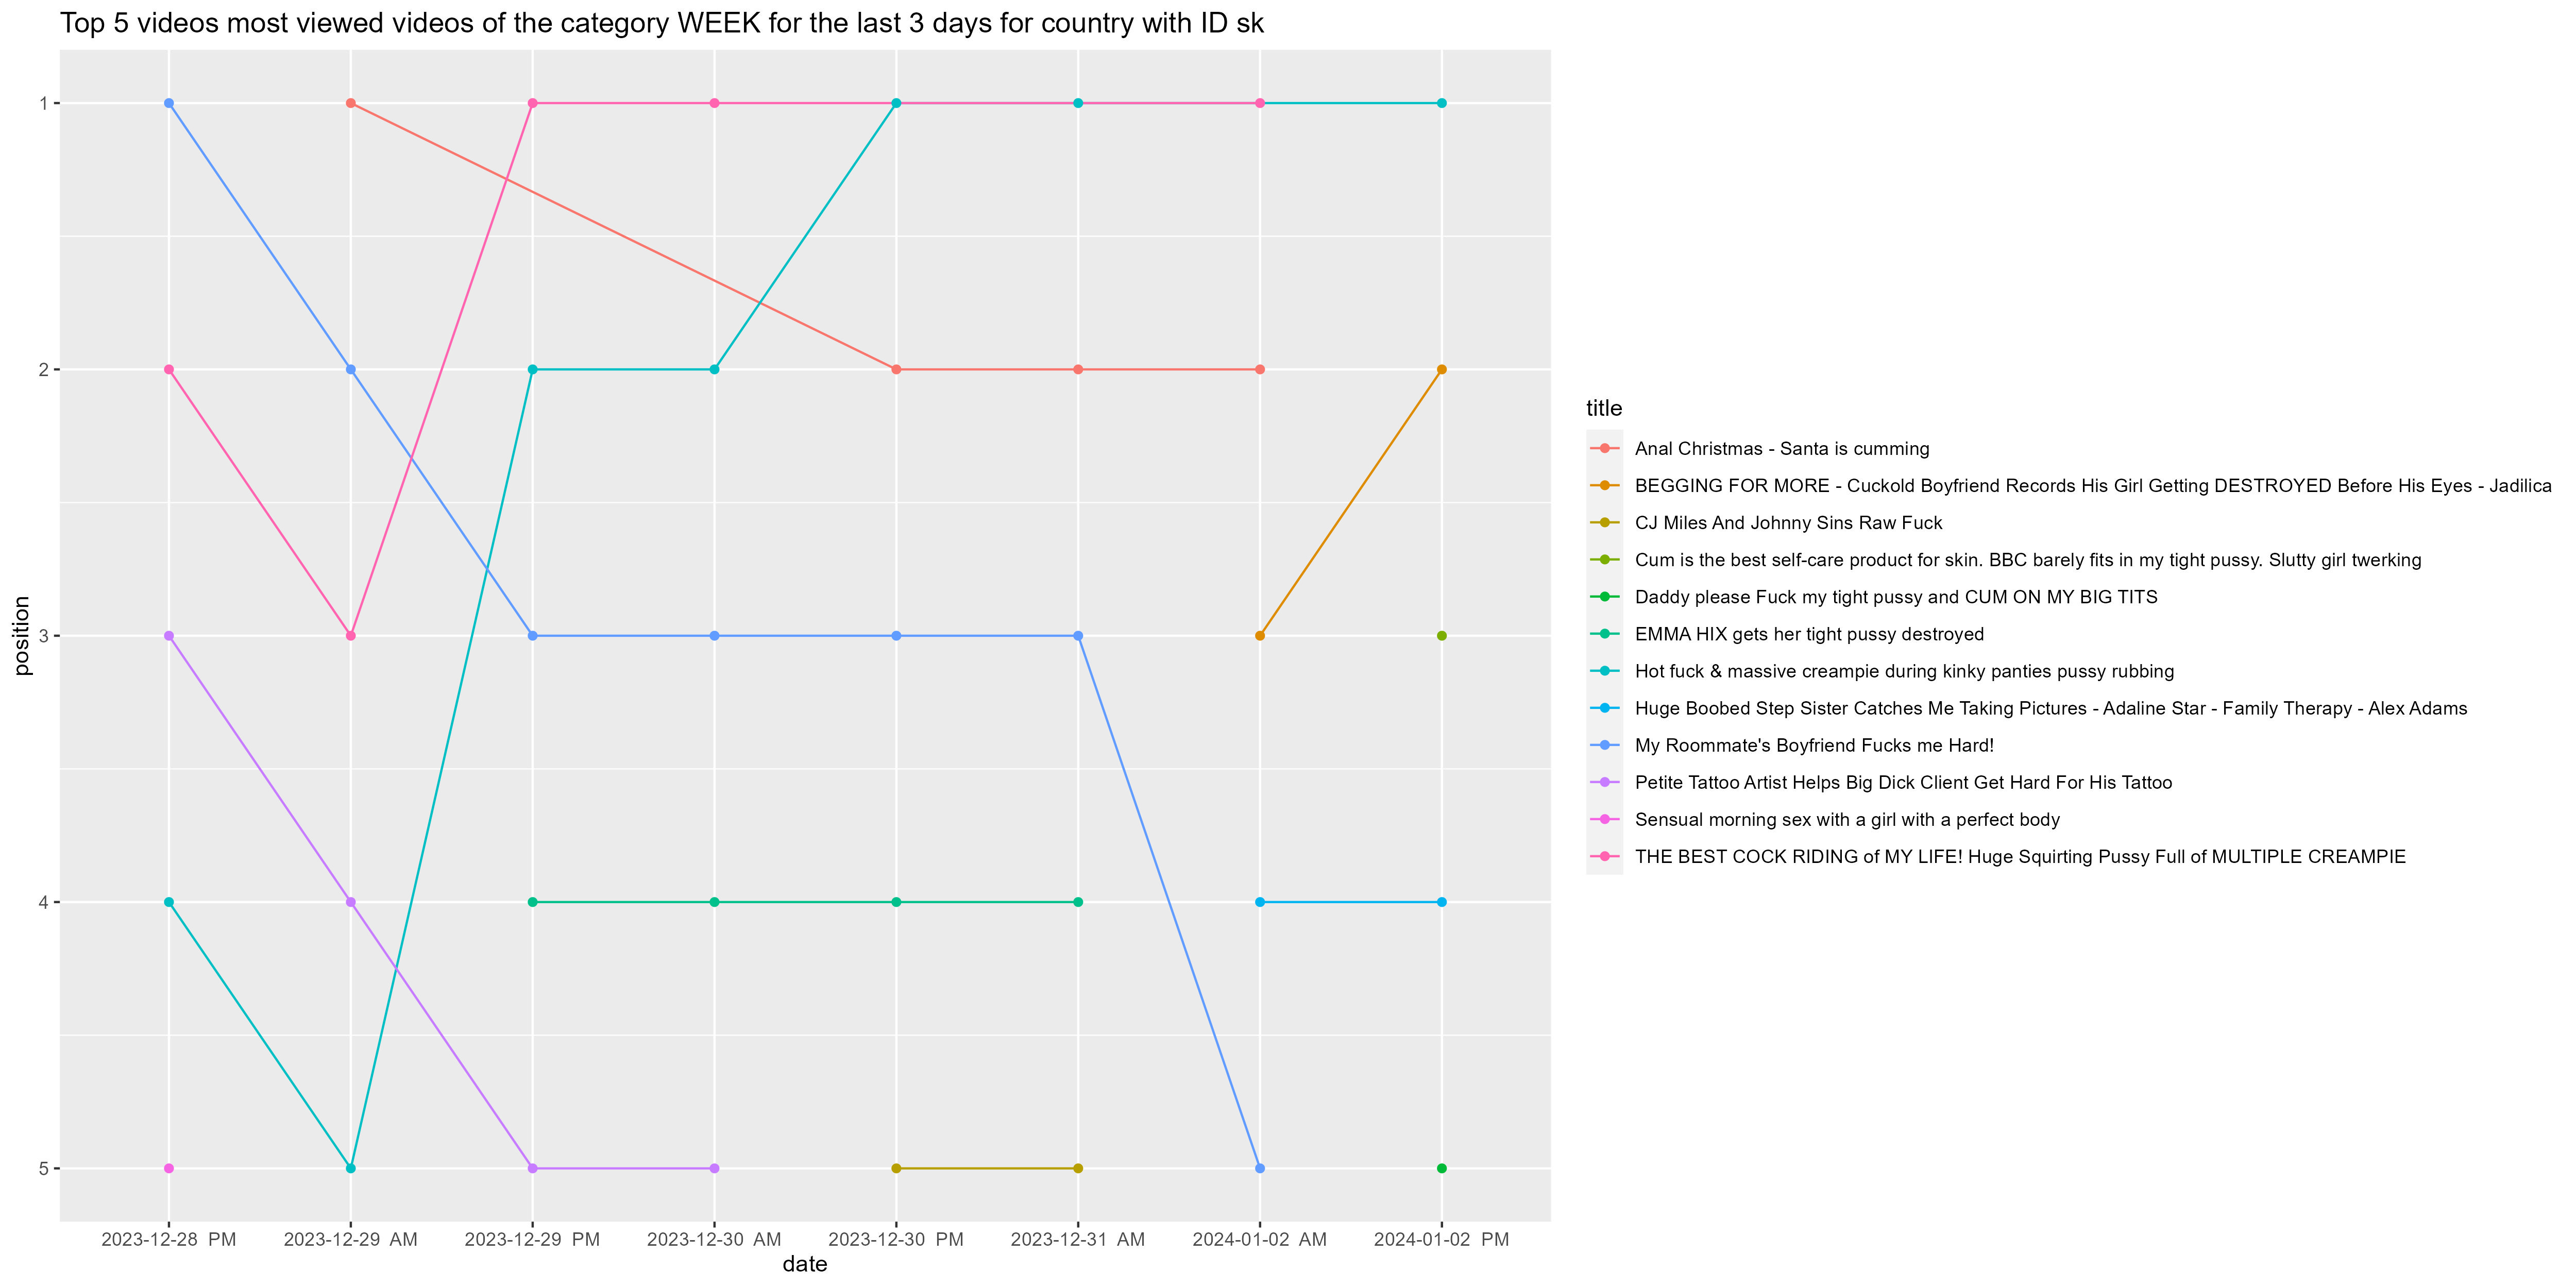 Top 5 videos most viewed videos of the category WEEK for the last 3 days for country with ID sk
position
1
2
3
4
5
2023-12-28 PM
2023-12-29 AM
2023-12-29 PM
2023-12-30 AM
2023-12-30 PM
2023-12-31 AM
2024-01-02 AM
2024-01-02 PM
date
title
Anal Christmas - Santa is cumming
BEGGING FOR MORE - Cuckold Boyfriend Records His Girl Getting DESTROYED Before His Eyes - Jadilica
CJ Miles And Johnny Sins Raw Fuck
Cum is the best self-care product for skin. BBC barely fits in my tight pussy. Slutty girl twerking
Daddy please Fuck my tight pussy and CUM ON MY BIG TITS
EMMA HIX gets her tight pussy destroyed
Hot fuck & massive creampie during kinky panties pussy rubbing
Huge Boobed Step Sister Catches Me Taking Pictures - Adaline Star - Family Therapy - Alex Adams
My Roommate's Boyfriend Fucks me Hard!
Petite Tattoo Artist Helps Big Dick Client Get Hard For His Tattoo
Sensual morning sex with a girl with a perfect body
THE BEST COCK RIDING of MY LIFE! Huge Squirting Pussy Full of MULTIPLE CREAMPIE